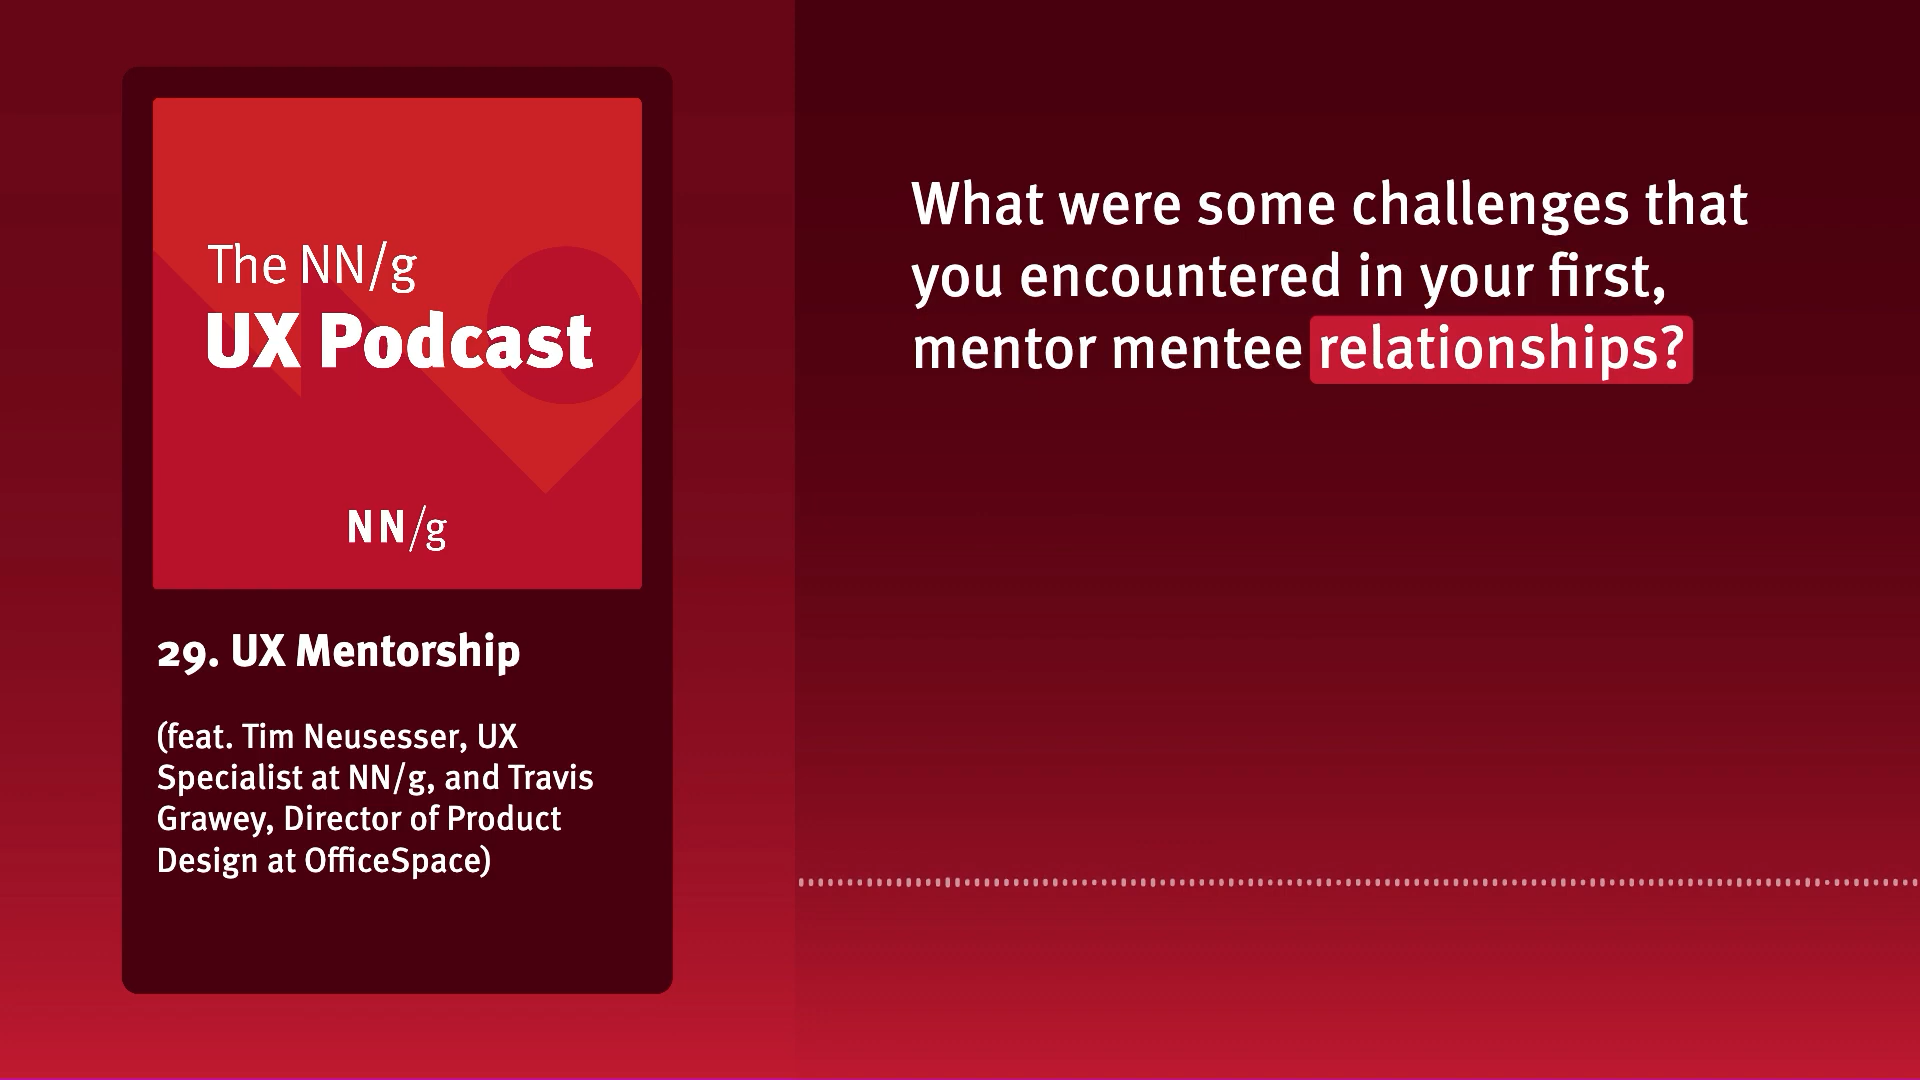 The NN/g
UX Podcast
NN/g
29. UX Mentorship
(feat. Tim Neusesser, UX
Specialist at NN/g, and Travis
Grawey, Director of Product
Design at OfficeSpace)
What were some challenges that
you encountered in your first,
mentor mentee relationships?